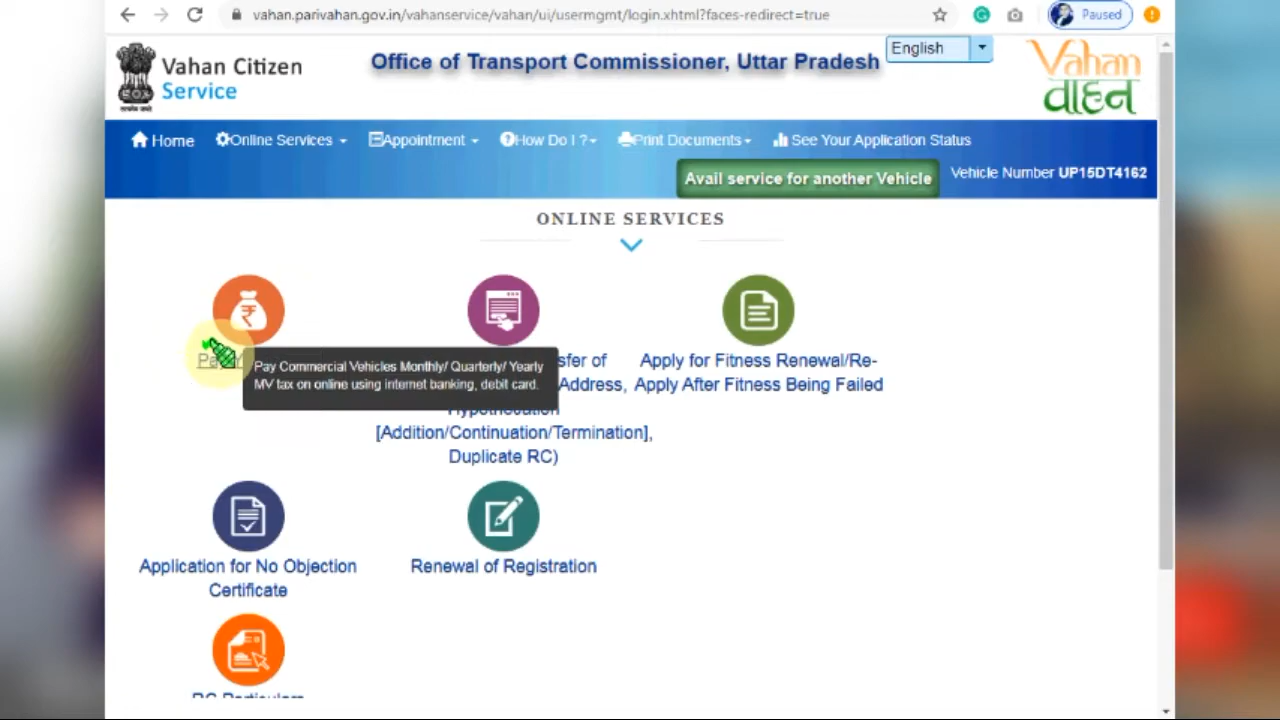 vahan.parivahan.gov.in/vahanservice/vahan/ui/usermgmt/login.xhtml?faces-redirect=true
Paused
Vahan Citizen
Service
Office of Transport Commissioner, Uttar Pradesh
English
Vahan
वाहन
Home
Online Services
Appointment
How Do I ?
Print Documents
See Your Application Status
Avail service for another Vehicle
Vehicle Number UP15DT4162
ONLINE SERVICES
Pay Y
Pay Commercial Vehicles Monthly/ Quarterly/ Yearly
MV tax on online using internet banking, debit card.
sfer of
Address,
Hypothecation
[Addition/Continuation/Termination],
Duplicate RC)
Apply for Fitness Renewal/Re-
Apply After Fitness Being Failed
Application for No Objection
Certificate
Renewal of Registration
RC Particulars